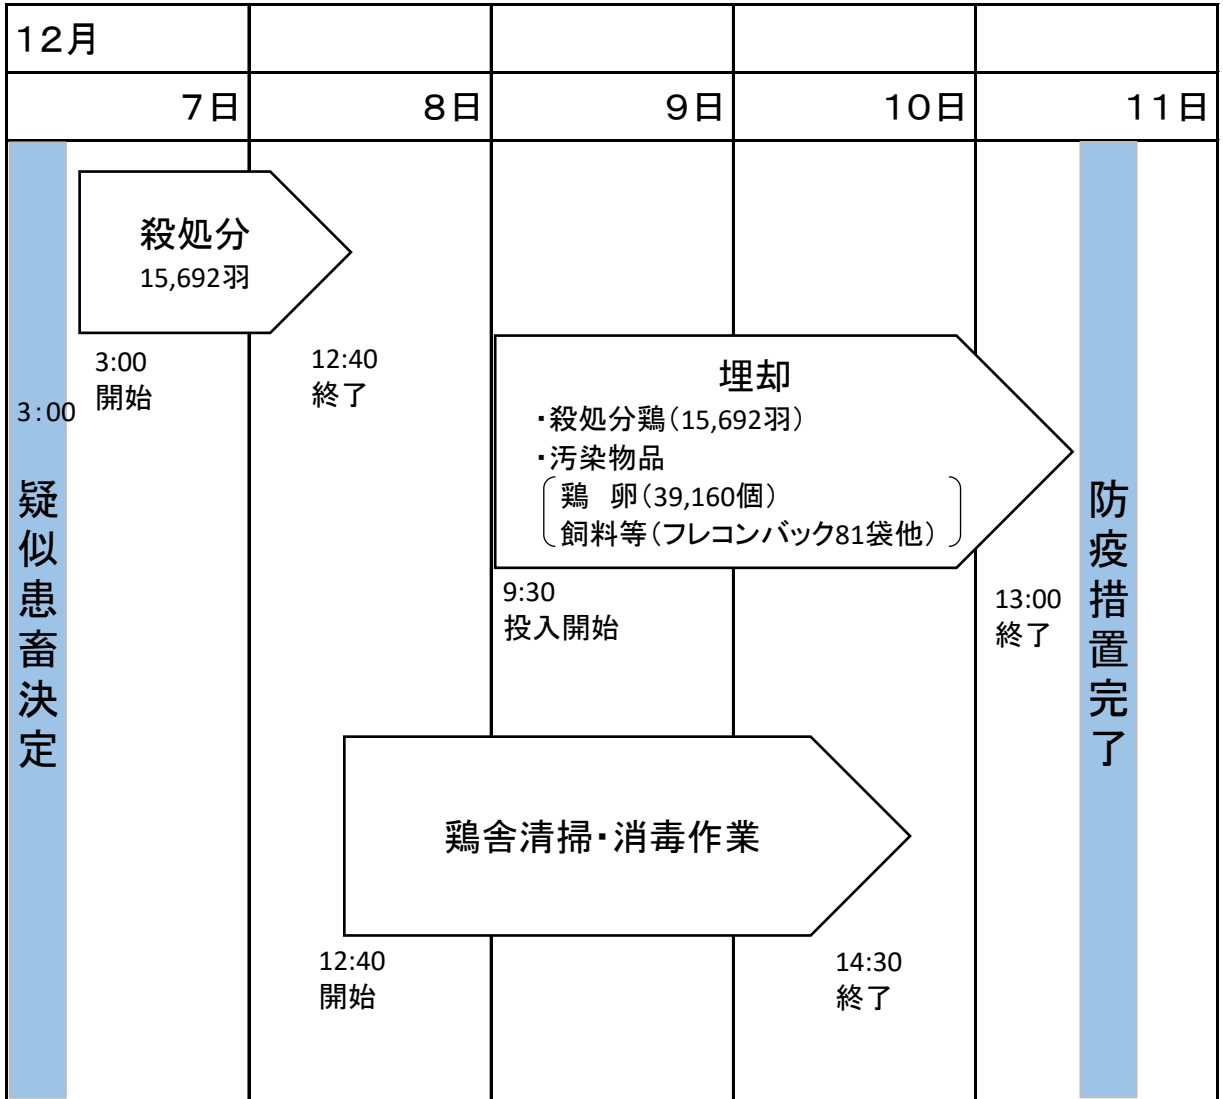 12月
7日
8日
9日
10日
11日
殺処分
15,692羽
3:00
開始
12:40
終了
3:00
疑似患畜決定
埋却
・殺処分鶏（15,692羽）
・汚染物品
鶏　卵（39,160個）
飼料等（フレコンバック81袋他）
9:30
投入開始
13:00
終了
防疫措置完了
鶏舎清掃・消毒作業
12:40
開始
14:30
終了